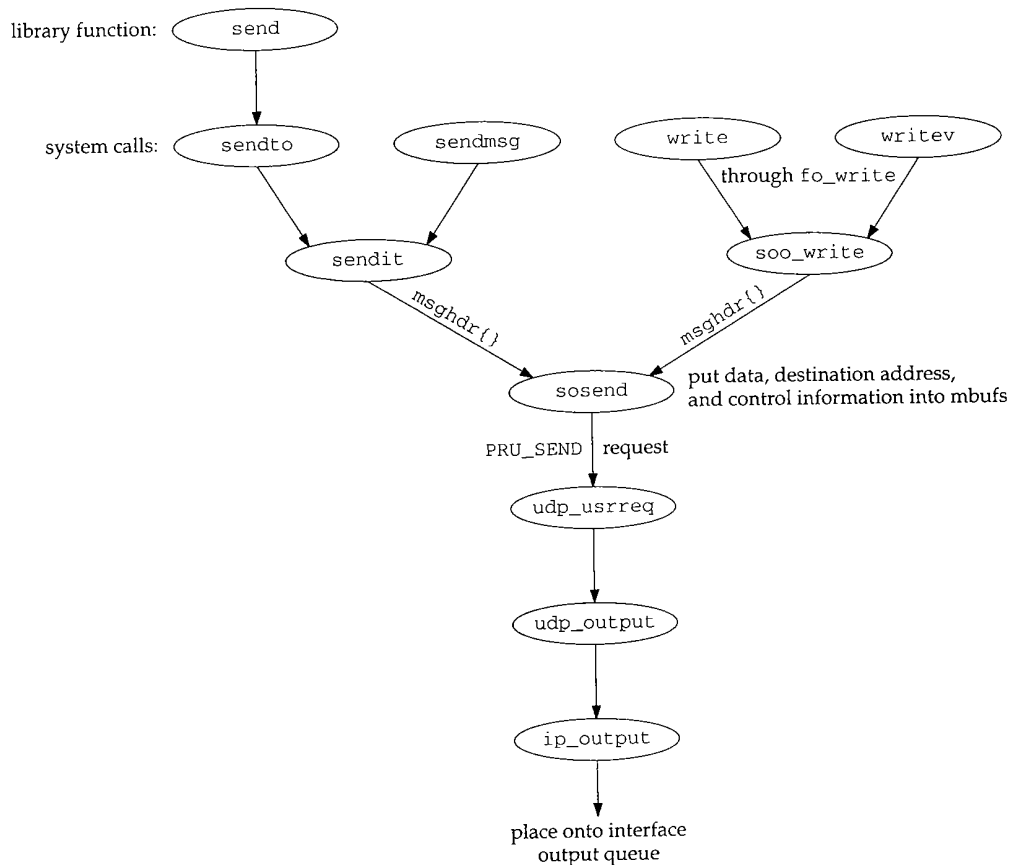 library function: send
system calls: sendto sendmsg write writev
through fo_write
sendit soo_write
msghdr{} msghdr{}
sosend put data, destination address,
and control information into mbufs
PRU_SEND request
udp_usrreq
udp_output
ip_output
place onto interface
output queue